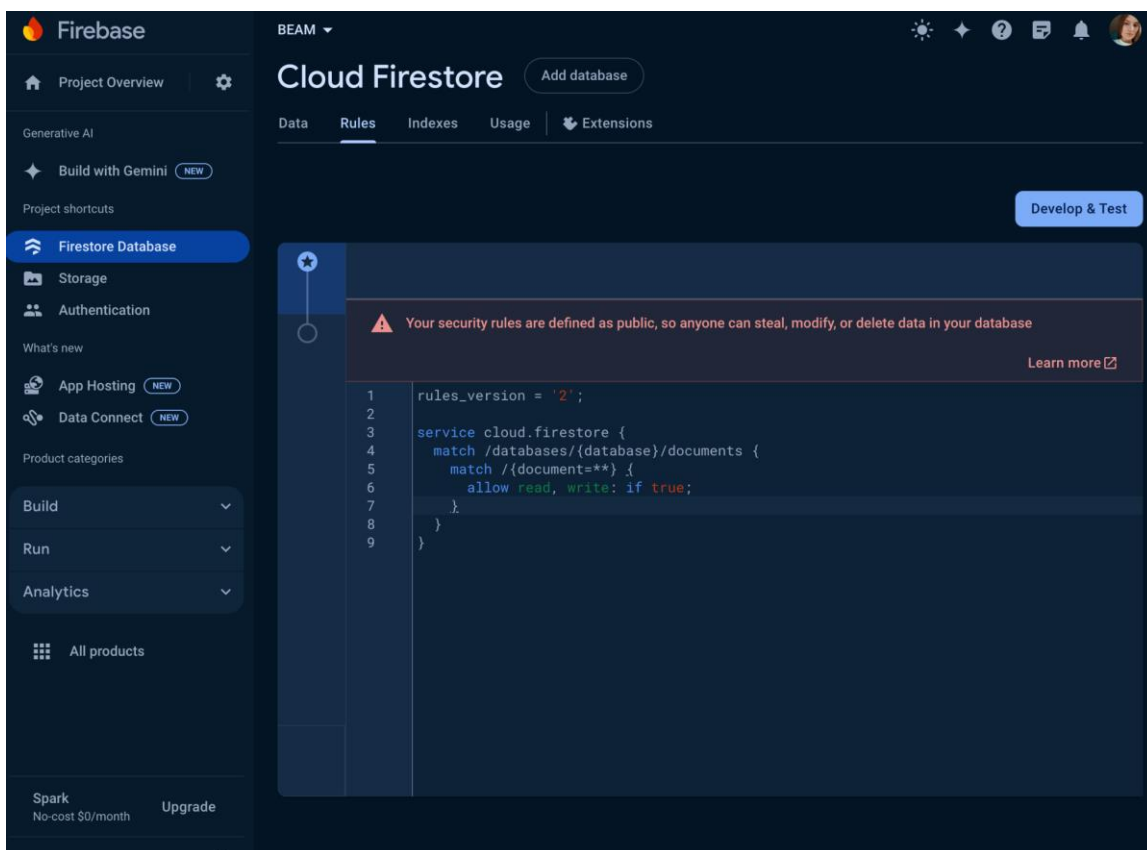 Firebase
Project Overview
Generative AI
Build with Gemini NEW
Project shortcuts
Firestore Database
Storage
Authentication
What's new
App Hosting NEW
Data Connect NEW
Product categories
Build
Run
Analytics
All products
Spark
No-cost $0/month
Upgrade
BEAM
Cloud Firestore
Add database
Data Rules Indexes Usage Extensions
Develop & Test
Your security rules are defined as public, so anyone can steal, modify, or delete data in your database
Learn more
1 rules_version = '2';
2
3 service cloud.firestore {
4   match /databases/{database}/documents {
5     match /{document=**} {
6       allow read, write: if true;
7     }
8   }
9 }